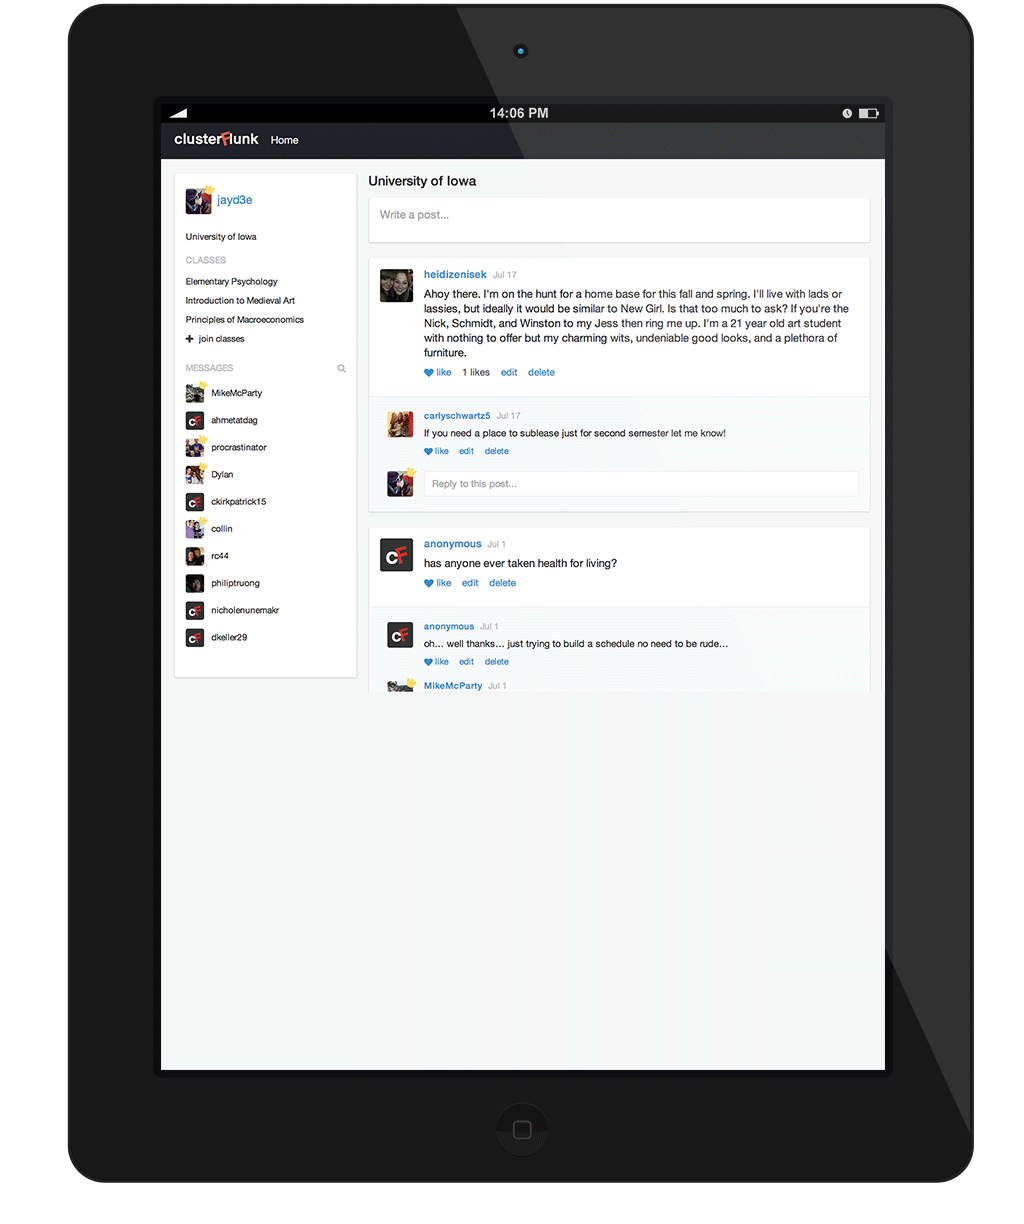 14:06 PM
clusterFlunk Home
jayd3e
University of Iowa
CLASSES
Elementary Psychology
Introduction to Medieval Art
Principles of Macroeconomics
+ join classes
MESSAGES
MikeMcParty
cF ahmetatdag
procrastinator
Dylan
cF ckirkpatrick15
collin
rc44
philiptruong
cF nicholenunemakr
cF dkeller29
University of Iowa
Write a post...
heidizenisek Jul 17
Ahoy there. I'm on the hunt for a home base for this fall and spring. I'll live with lads or
lassies, but ideally it would be similar to New Girl. Is that too much to ask? If you're the
Nick, Schmidt, and Winston to my Jess then ring me up. I'm a 21 year old art student
with nothing to offer but my charming wits, undeniable good looks, and a plethora of
furniture.
like 1 likes edit delete
carlyschwartz5 Jul 17
If you need a place to sublease just for second semester let me know!
like edit delete
Reply to this post...
cF anonymous Jul 1
has anyone ever taken health for living?
like edit delete
cF anonymous Jul 1
oh... well thanks... just trying to build a schedule no need to be rude...
like edit delete
MikeMcParty Jul 1